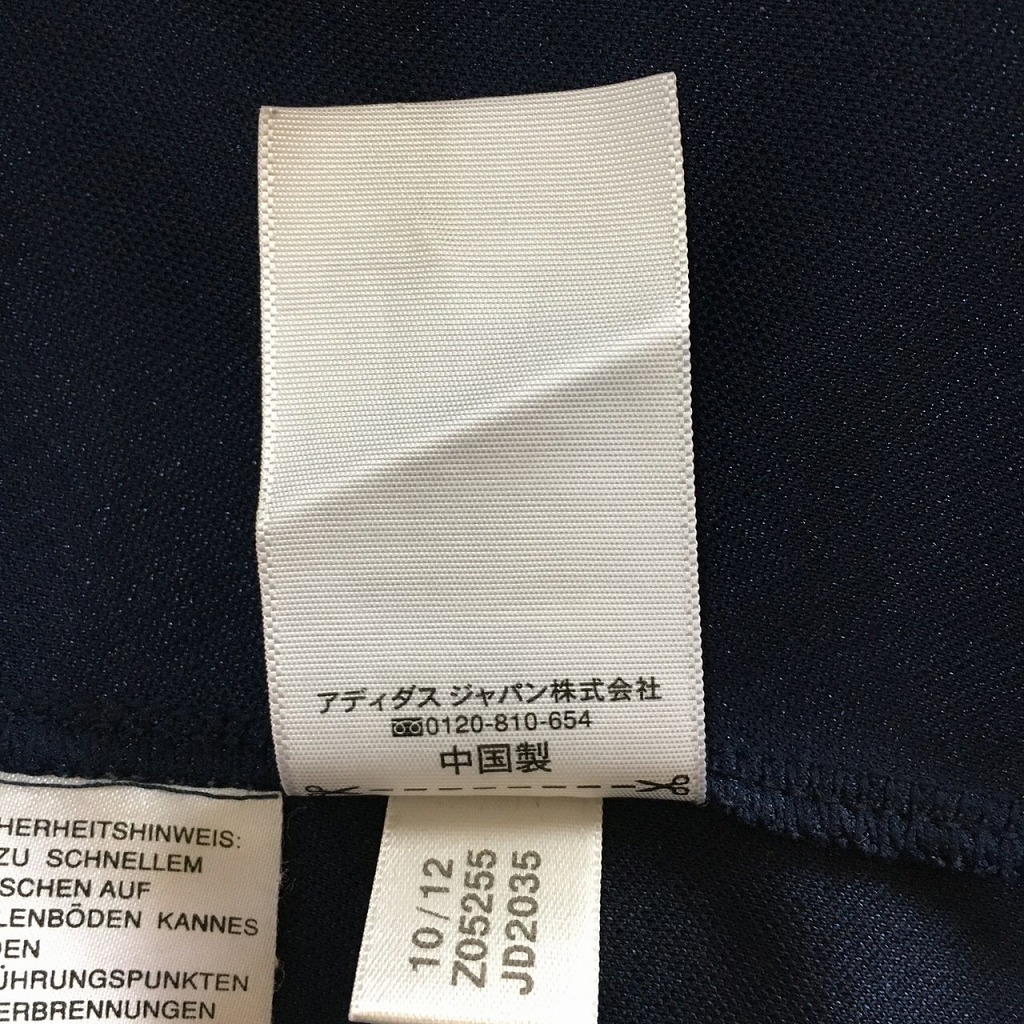 アディダス ジャパン株式会社
0120-810-654
中国製
HERHEITSHINWEIS:
ZU SCHNELLEM
SCHEN AUF
LENBÖDEN KANNES
DEN
ÜHRUNGSPUNKTEN
ERBRENNUNGEN
10/12
Z05255
JD2035